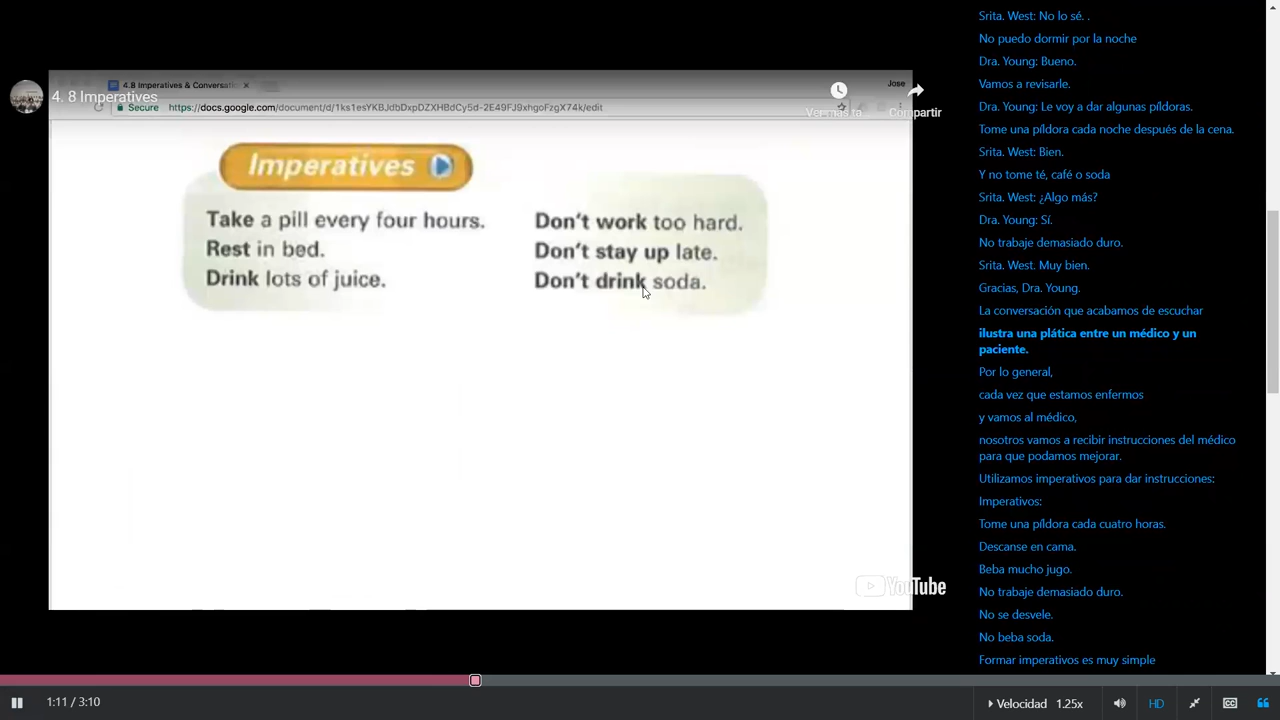 4.8 Imperatives & Conversati
Jose
4. 8 Imperatives
Secure https://docs.google.com/document/d/1ks1esYKBJdbDxpDZXHBdCy5d-2E49FJ9xhgoFzgX74k/edit
Compartir
Imperatives
Take a pill every four hours.
Rest in bed.
Drink lots of juice.
Don't work too hard.
Don't stay up late.
Don't drink soda.
YouTube
Srita. West: No lo sé. .
No puedo dormir por la noche
Dra. Young: Bueno.
Vamos a revisarle.
Dra. Young: Le voy a dar algunas píldoras.
Tome una píldora cada noche después de la cena.
Srita. West: Bien.
Y no tome té, café o soda
Srita. West: ¿Algo más?
Dra. Young: Sí.
No trabaje demasiado duro.
Srita. West. Muy bien.
Gracias, Dra. Young.
La conversación que acabamos de escuchar
ilustra una plática entre un médico y un
paciente.
Por lo general,
cada vez que estamos enfermos
y vamos al médico,
nosotros vamos a recibir instrucciones del médico
para que podamos mejorar.
Utilizamos imperativos para dar instrucciones:
Imperativos:
Tome una píldora cada cuatro horas.
Descanse en cama.
Beba mucho jugo.
No trabaje demasiado duro.
No se desvele.
No beba soda.
Formar imperativos es muy simple
1:11 / 3:10
Velocidad 1.25x
HD
CC